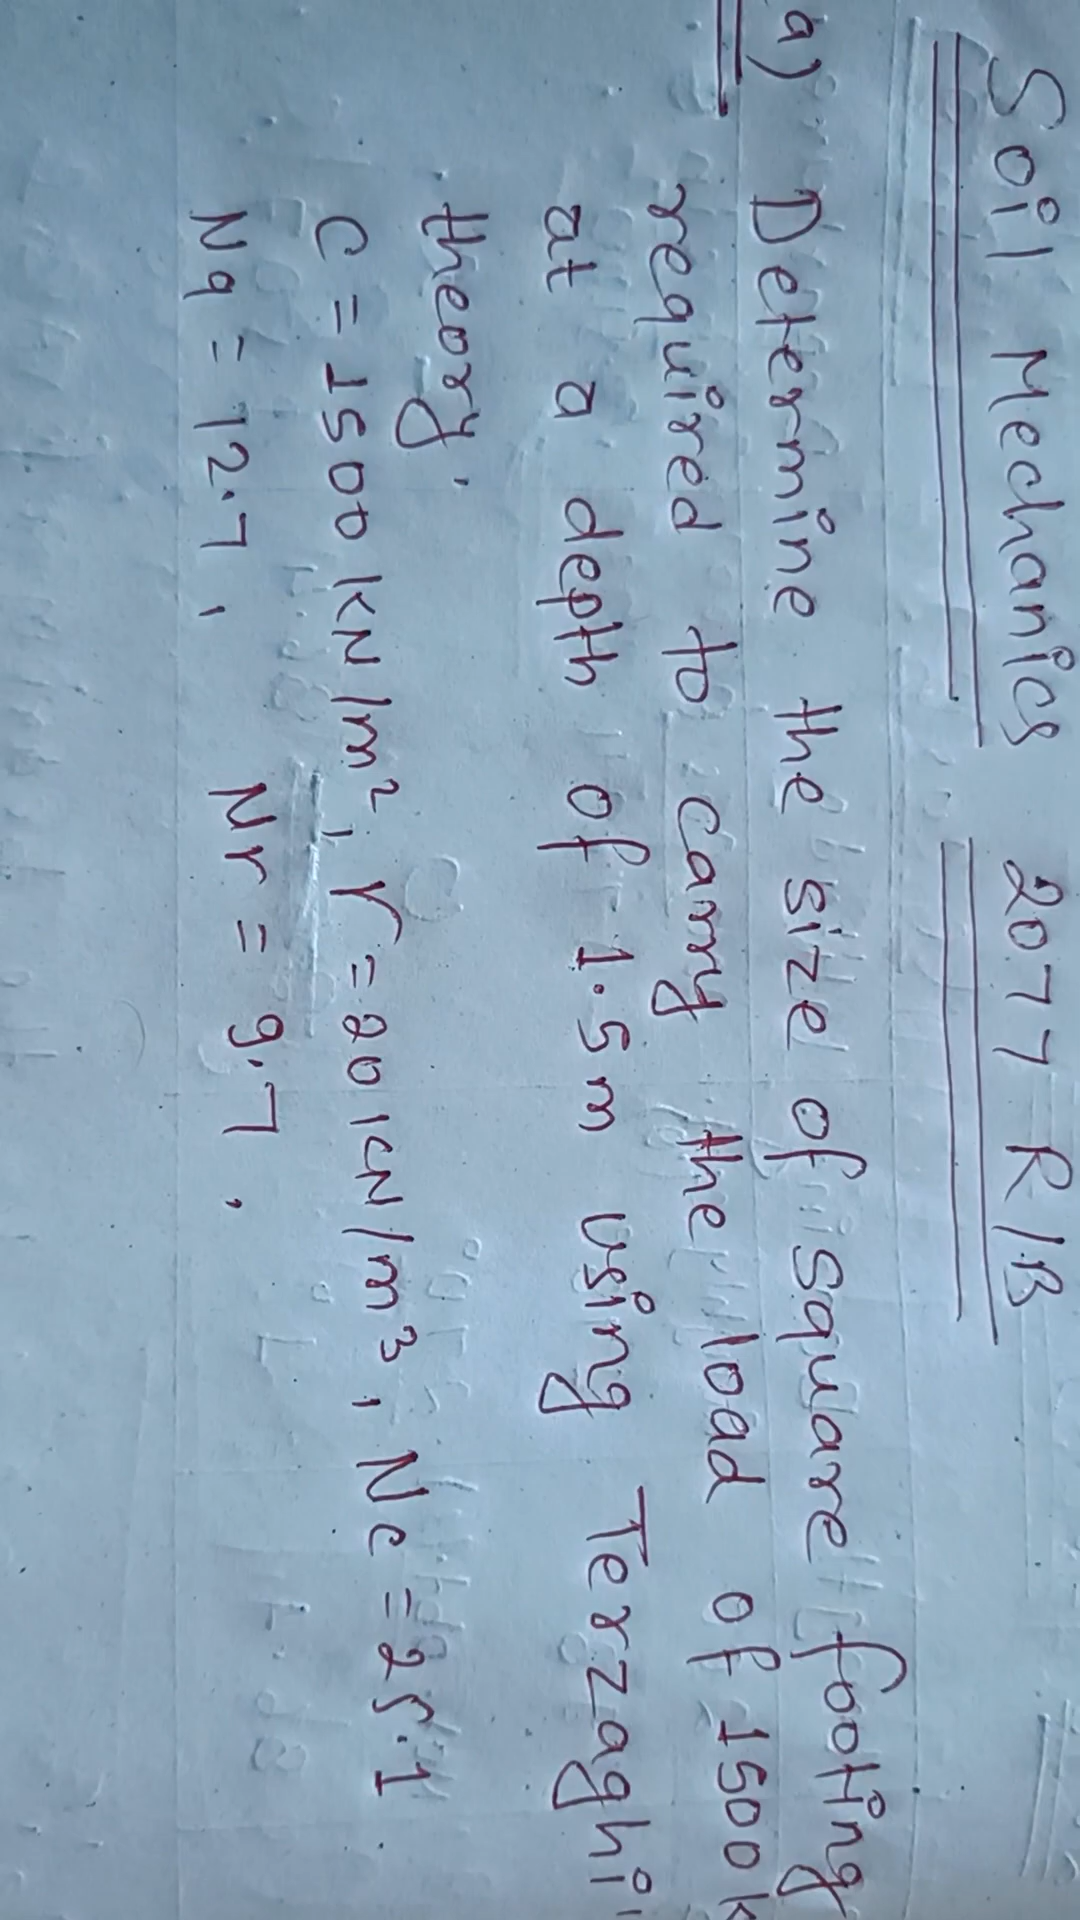 Soil Mechanics 2077 R/B
a) Determine the size of square footing
required to carry the load of 1500 k
at a depth of 1.5m using Terzaghi
theory.
C = 1500 kN/m², γ = 20 kN/m³, Nc = 25.1
Nq = 12.7, Nr = 9.7.